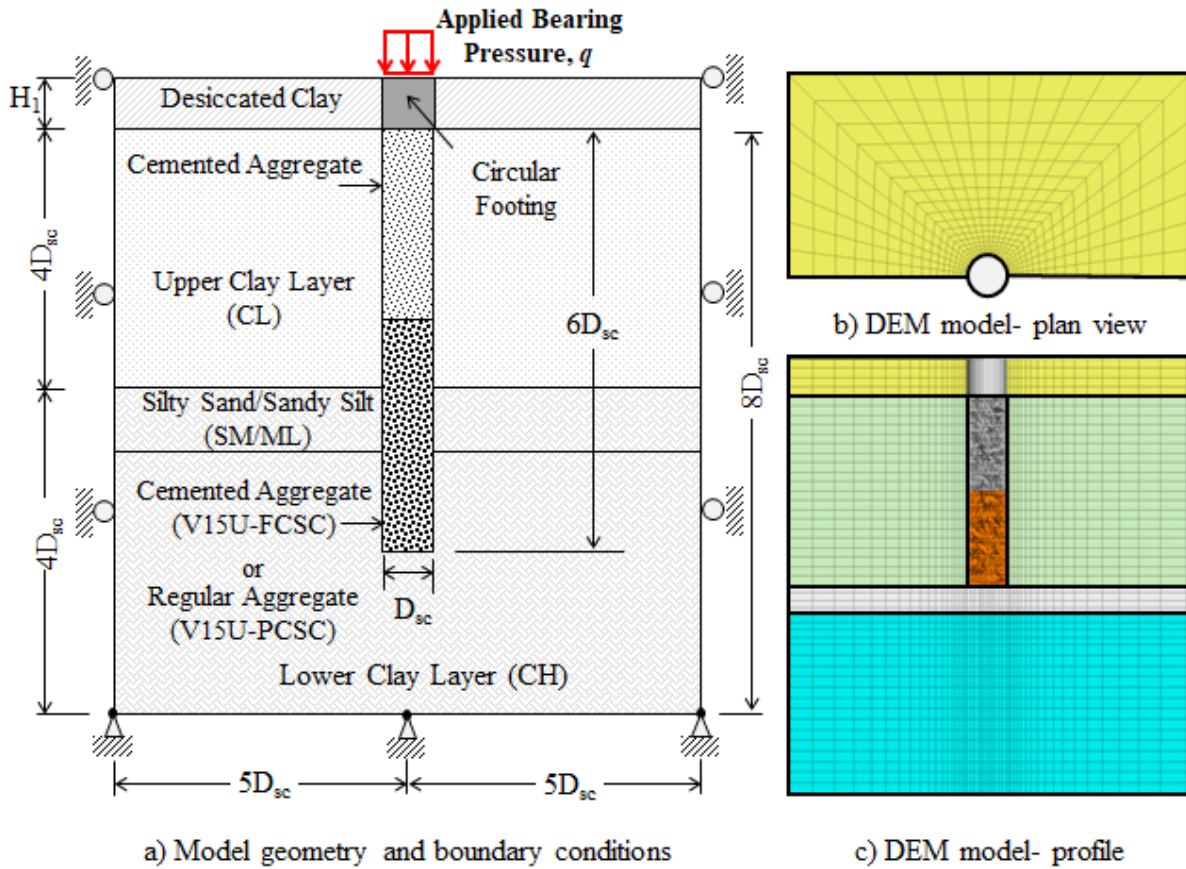 Applied Bearing
Pressure, q
H1
Desiccated Clay
Cemented Aggregate
Circular
Footing
4Dsc
Upper Clay Layer
(CL)
6Dsc
8Dsc
Silty Sand/Sandy Silt
(SM/ML)
Cemented Aggregate
(V15U-FCSC)
or
Regular Aggregate
(V15U-PCSC)
4Dsc
Dsc
Lower Clay Layer (CH)
5Dsc
5Dsc
a) Model geometry and boundary conditions
b) DEM model- plan view
c) DEM model- profile